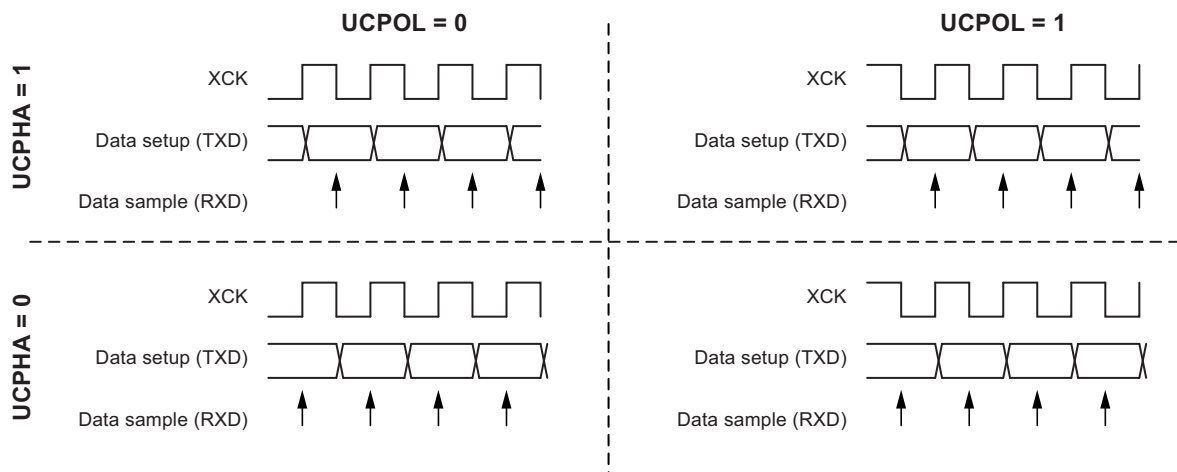 UCPOL = 0
UCPOL = 1
UCPHA = 1
XCK
Data setup (TXD)
Data sample (RXD)
XCK
Data setup (TXD)
Data sample (RXD)
UCPHA = 0
XCK
Data setup (TXD)
Data sample (RXD)
XCK
Data setup (TXD)
Data sample (RXD)